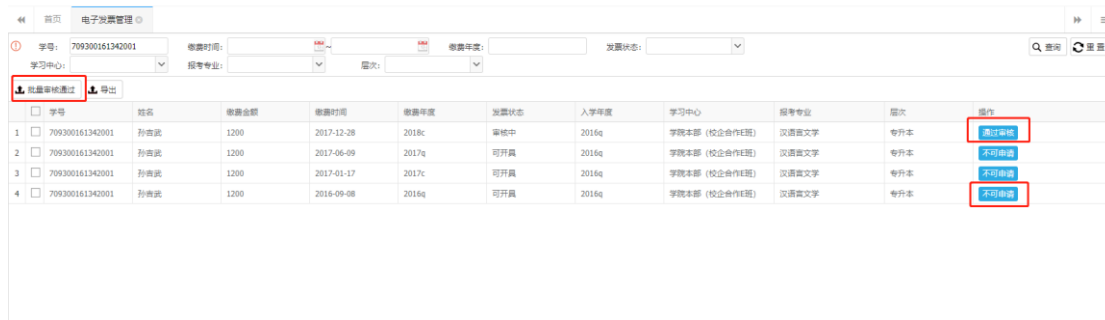 首页 电子发票管理
学号: 709300161342001 缴费时间: ~ 缴费年度: 发票状态: 查询 重置
学习中心: 报考专业: 层次:
批量审核通过 导出
学号 姓名 缴费金额 缴费时间 缴费年度 发票状态 入学年度 学习中心 报考专业 层次 操作
1 709300161342001 孙吉武 1200 2017-12-28 2018c 审核中 2016q 学院本部（校企合作E班） 汉语言文学 专升本 通过审核
2 709300161342001 孙吉武 1200 2017-06-09 2017q 可开具 2016q 学院本部（校企合作E班） 汉语言文学 专升本 不可申请
3 709300161342001 孙吉武 1200 2017-01-17 2017c 可开具 2016q 学院本部（校企合作E班） 汉语言文学 专升本 不可申请
4 709300161342001 孙吉武 1200 2016-09-08 2016q 可开具 2016q 学院本部（校企合作E班） 汉语言文学 专升本 不可申请